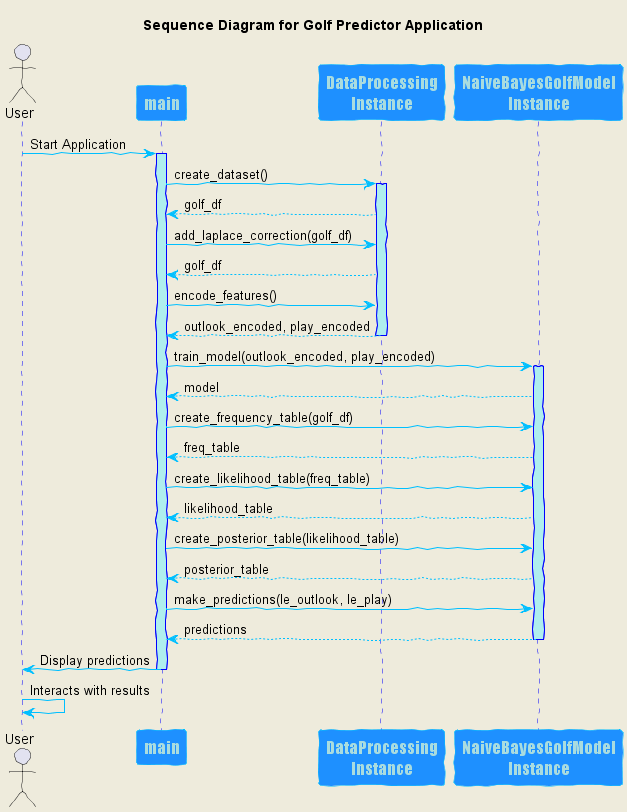 Sequence Diagram for Golf Predictor Application
User
main
DataProcessing
Instance
NaiveBayesGolfModel
Instance
Start Application
create_dataset()
golf_df
add_laplace_correction(golf_df)
golf_df
encode_features()
outlook_encoded, play_encoded
train_model(outlook_encoded, play_encoded)
model
create_frequency_table(golf_df)
freq_table
create_likelihood_table(freq_table)
likelihood_table
create_posterior_table(likelihood_table)
posterior_table
make_predictions(le_outlook, le_play)
predictions
Display predictions
Interacts with results
User
main
DataProcessing
Instance
NaiveBayesGolfModel
Instance